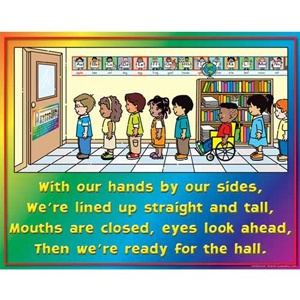 With our hands by our sides,
We're lined up straight and tall,
Mouths are closed, eyes look ahead,
Then we're ready for the hall.